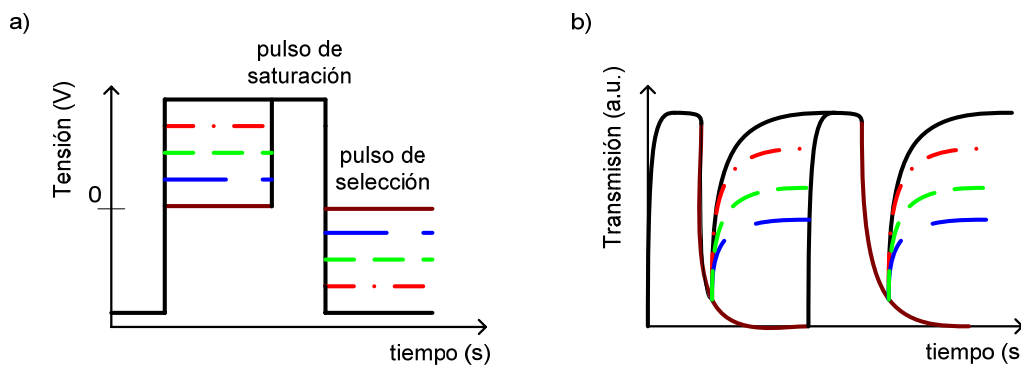 a)
pulso de
saturación
Tensión (V)
pulso de
selección
0
tiempo (s)
b)
Transmisión (a.u.)
tiempo (s